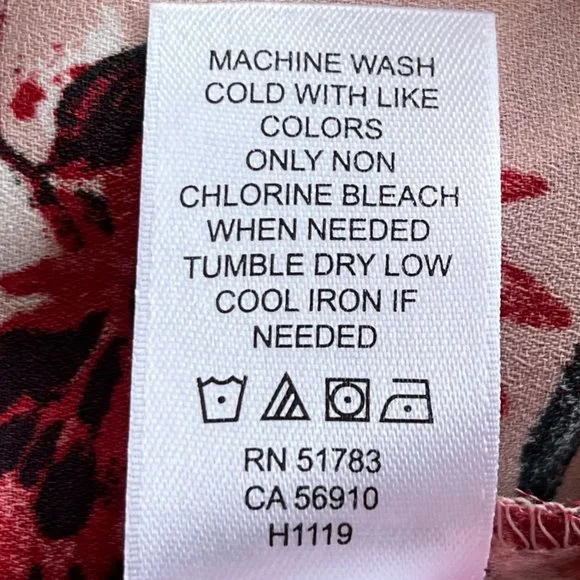 MACHINE WASH
COLD WITH LIKE
COLORS
ONLY NON
CHLORINE BLEACH
WHEN NEEDED
TUMBLE DRY LOW
COOL IRON IF
NEEDED
RN 51783
CA 56910
H1119